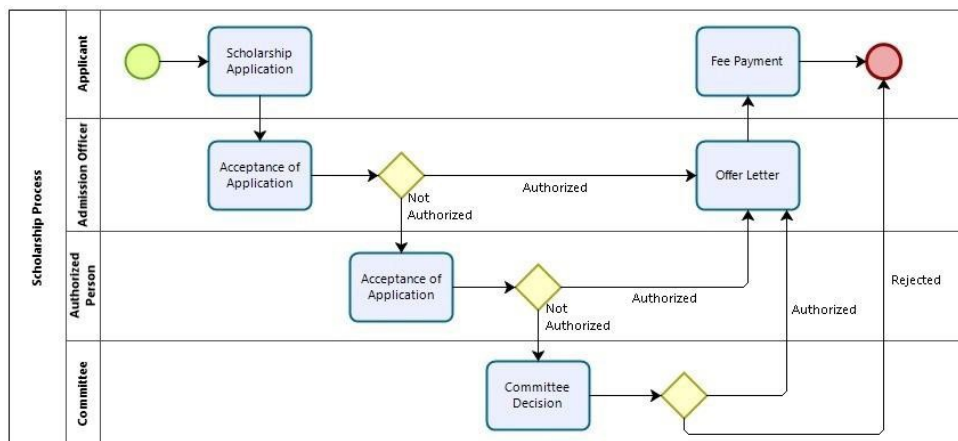 Scholarship Process
Applicant
Scholarship
Application
Fee Payment
Admission Officer
Acceptance of
Application
Not
Authorized
Authorized
Offer Letter
Authorized
Person
Acceptance of
Application
Not
Authorized
Authorized
Authorized
Rejected
Committee
Committee
Decision